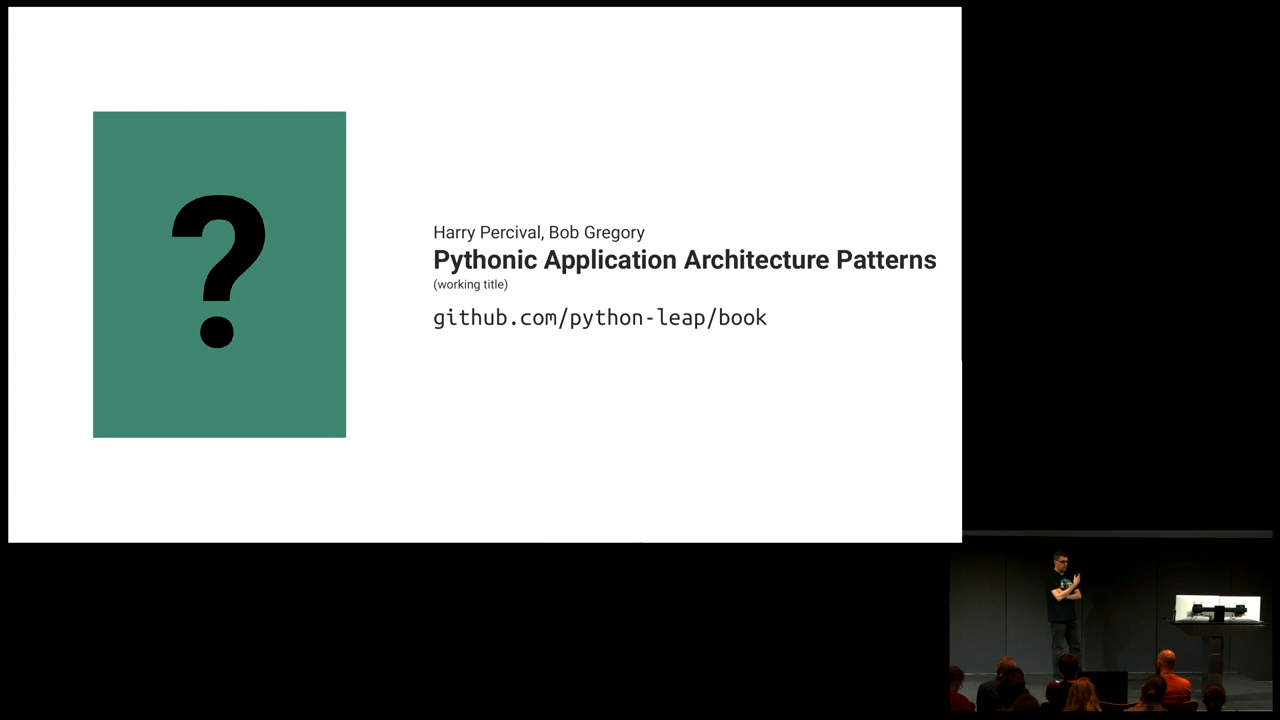 ?
Harry Percival, Bob Gregory
Pythonic Application Architecture Patterns
(working title)
github.com/python-leap/book